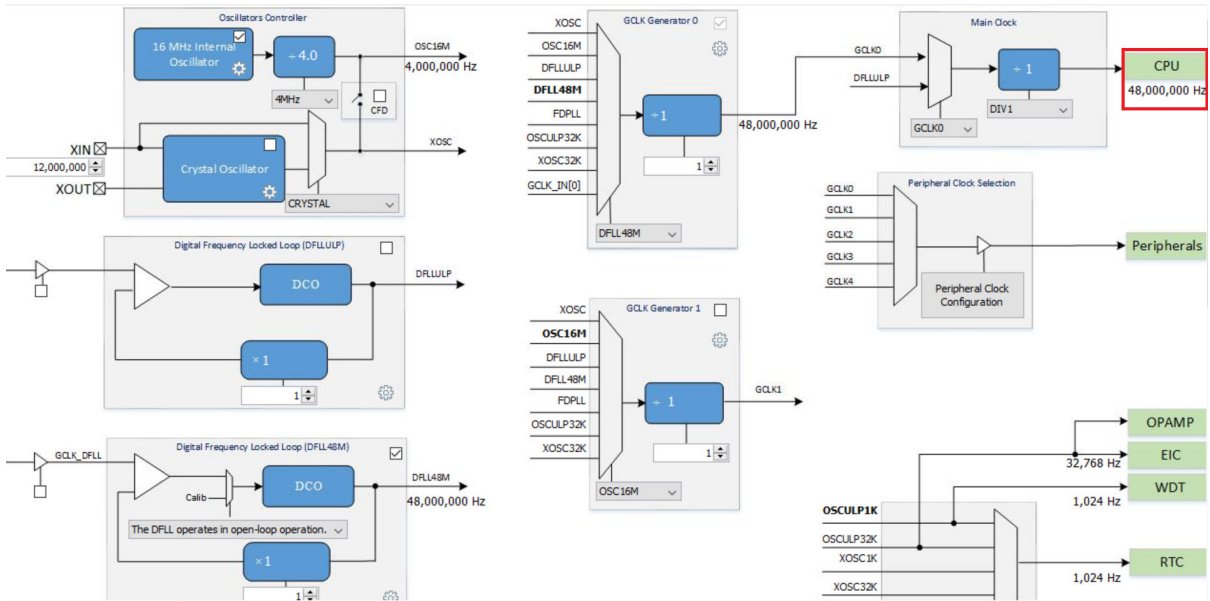 Oscillators Controller
16 MHz Internal
Oscillator
÷ 4.0
4MHz
OSC16M
4,000,000 Hz
CFD
XIN
12,000,000
XOUT
Crystal Oscillator
CRYSTAL
XOSC
Digital Frequency Locked Loop (DFLLULP)
DCO
DFLLULP
× 1
1
Digital Frequency Locked Loop (DFLL48M)
GCLK_DFLL
Calib
DCO
DFLL48M
48,000,000 Hz
The DFLL operates in open-loop operation.
× 1
1
GCLK Generator 0
XOSC
OSC16M
DFLLULP
DFLL48M
FDPLL
OSCULP32K
XOSC32K
GCLK_IN[0]
÷ 1
1
DFLL48M
48,000,000 Hz
GCLK Generator 1
XOSC
OSC16M
DFLLULP
DFLL48M
FDPLL
OSCULP32K
XOSC32K
÷ 1
1
OSC16M
GCLK1
Main Clock
GCLK0
DFLLULP
GCLK0
÷ 1
DIV1
CPU
48,000,000 Hz
Peripheral Clock Selection
GCLK0
GCLK1
GCLK2
GCLK3
GCLK4
Peripheral Clock
Configuration
Peripherals
OPAMP
EIC
32,768 Hz
WDT
1,024 Hz
OSCULP1K
OSCULP32K
XOSC1K
XOSC32K
RTC
1,024 Hz